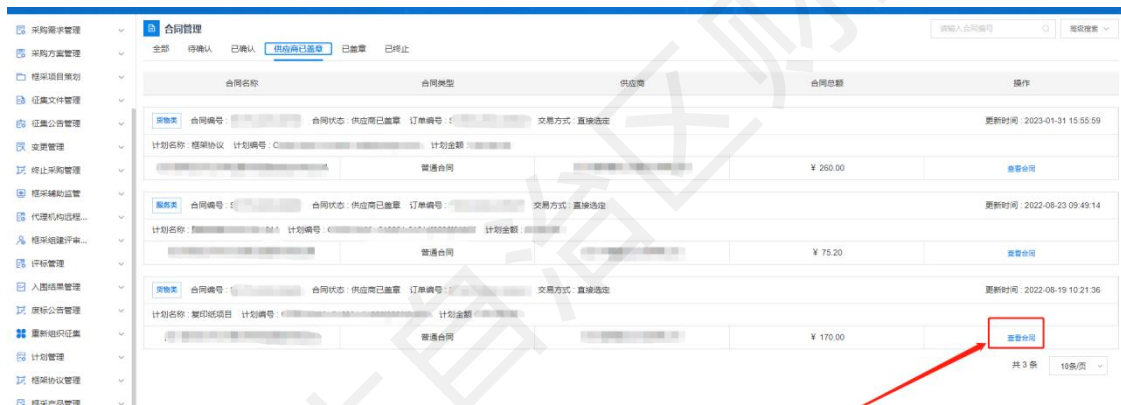 采购需求管理
采购方案管理
框采项目策划
征集文件管理
征集公告管理
变更管理
终止采购管理
框采辅助监管
代理机构远程...
框采组建评审...
评标管理
入围结果管理
废标公告管理
重新组织征集
计划管理
框架协议管理
框采产品管理
合同管理
请输入合同编号 高级搜索
全部 待确认 已确认 供应商已盖章 已盖章 已终止
合同名称 合同类型 供应商 合同总额 操作
货物类 合同编号: 合同状态:供应商已盖章 订单编号: 交易方式:直接选定 更新时间:2023-01-31 15:55:59
计划名称:框架协议 计划编号: 计划金额:
普通合同 ¥ 260.00 查看合同
服务类 合同编号: 合同状态:供应商已盖章 订单编号: 交易方式:直接选定 更新时间:2022-08-23 09:49:14
计划名称: 计划编号: 计划金额:
普通合同 ¥ 75.20 查看合同
货物类 合同编号: 合同状态:供应商已盖章 订单编号: 交易方式:直接选定 更新时间:2022-08-19 10:21:36
计划名称:复印纸项目 计划编号: 计划金额
普通合同 ¥ 170.00 查看合同
共 3 条 10条/页
自治区财